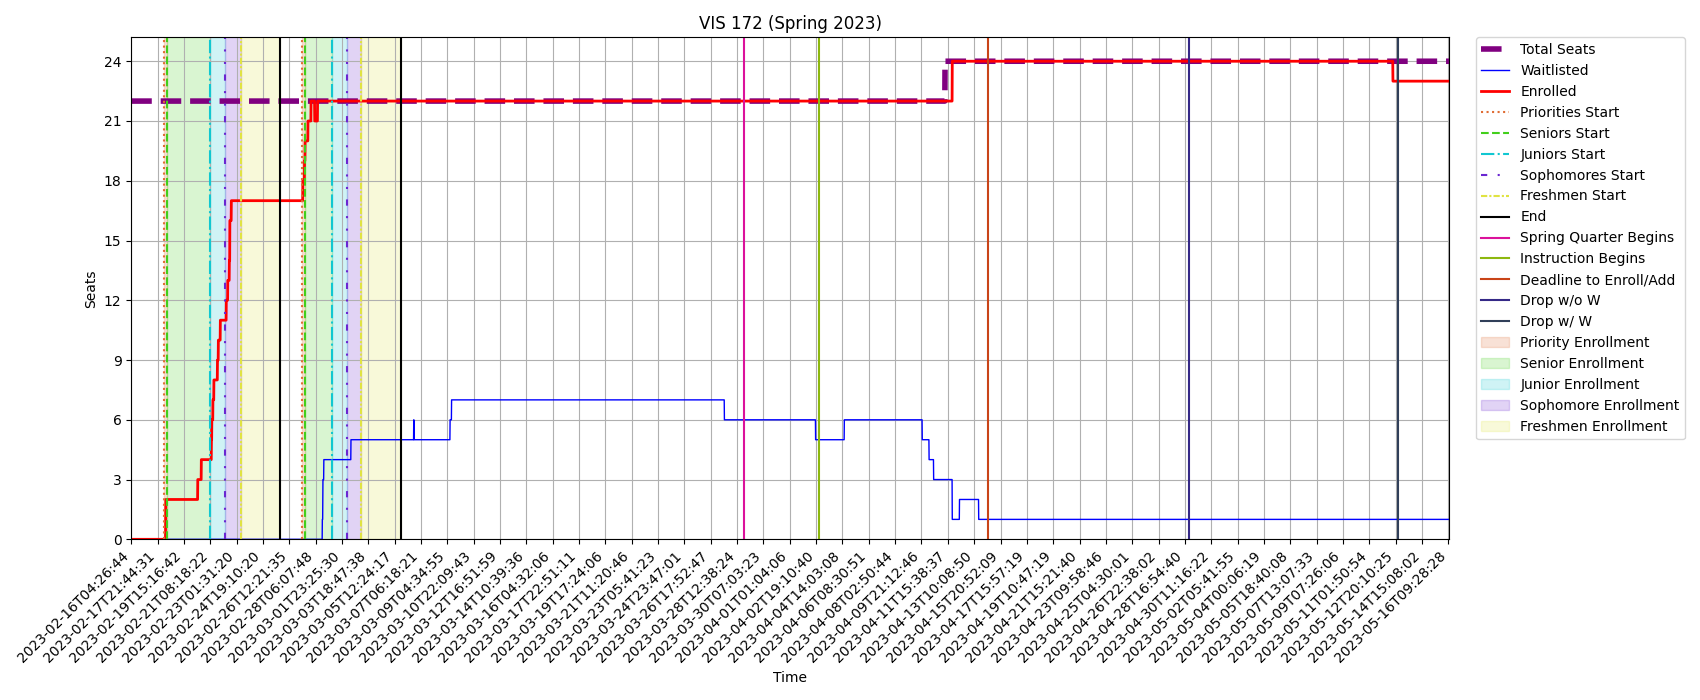 VIS 172 (Spring 2023)
Seats
24
21
18
15
12
9
6
3
0
2023-02-16T04:26:44
2023-02-17T21:44:31
2023-02-19T15:16:42
2023-02-21T08:18:22
2023-02-23T01:31:20
2023-02-24T19:10:20
2023-02-26T12:21:35
2023-02-28T06:07:48
2023-03-01T23:25:30
2023-03-03T18:47:38
2023-03-05T12:24:17
2023-03-07T06:18:21
2023-03-09T04:34:55
2023-03-10T22:09:43
2023-03-12T16:51:59
2023-03-14T10:39:36
2023-03-16T04:32:06
2023-03-17T22:51:11
2023-03-19T17:24:06
2023-03-21T11:20:46
2023-03-23T05:41:23
2023-03-24T23:47:01
2023-03-26T17:52:47
2023-03-28T12:38:24
2023-03-30T07:03:23
2023-04-01T01:04:06
2023-04-02T19:10:40
2023-04-04T14:03:08
2023-04-06T08:30:51
2023-04-08T02:50:44
2023-04-09T21:12:46
2023-04-11T15:38:37
2023-04-13T10:08:50
2023-04-15T20:52:09
2023-04-17T15:57:19
2023-04-19T10:47:19
2023-04-21T15:21:40
2023-04-23T09:58:46
2023-04-25T04:30:01
2023-04-26T22:38:02
2023-04-28T16:54:40
2023-04-30T11:16:22
2023-05-02T05:41:55
2023-05-04T00:06:19
2023-05-05T18:40:08
2023-05-07T13:07:33
2023-05-09T07:26:06
2023-05-11T01:50:54
2023-05-12T20:10:25
2023-05-14T15:08:02
2023-05-16T09:28:28
Time
Total Seats
Waitlisted
Enrolled
Priorities Start
Seniors Start
Juniors Start
Sophomores Start
Freshmen Start
End
Spring Quarter Begins
Instruction Begins
Deadline to Enroll/Add
Drop w/o W
Drop w/ W
Priority Enrollment
Senior Enrollment
Junior Enrollment
Sophomore Enrollment
Freshmen Enrollment